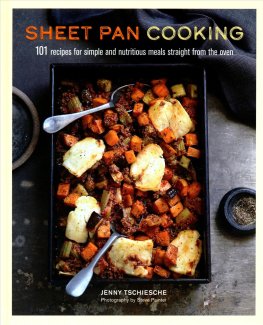 SHEET PAN COOKING
101 recipes for simple and nutritious meals straight from the oven
JENNY TSCHIESCHE
Photography by Steve Painter